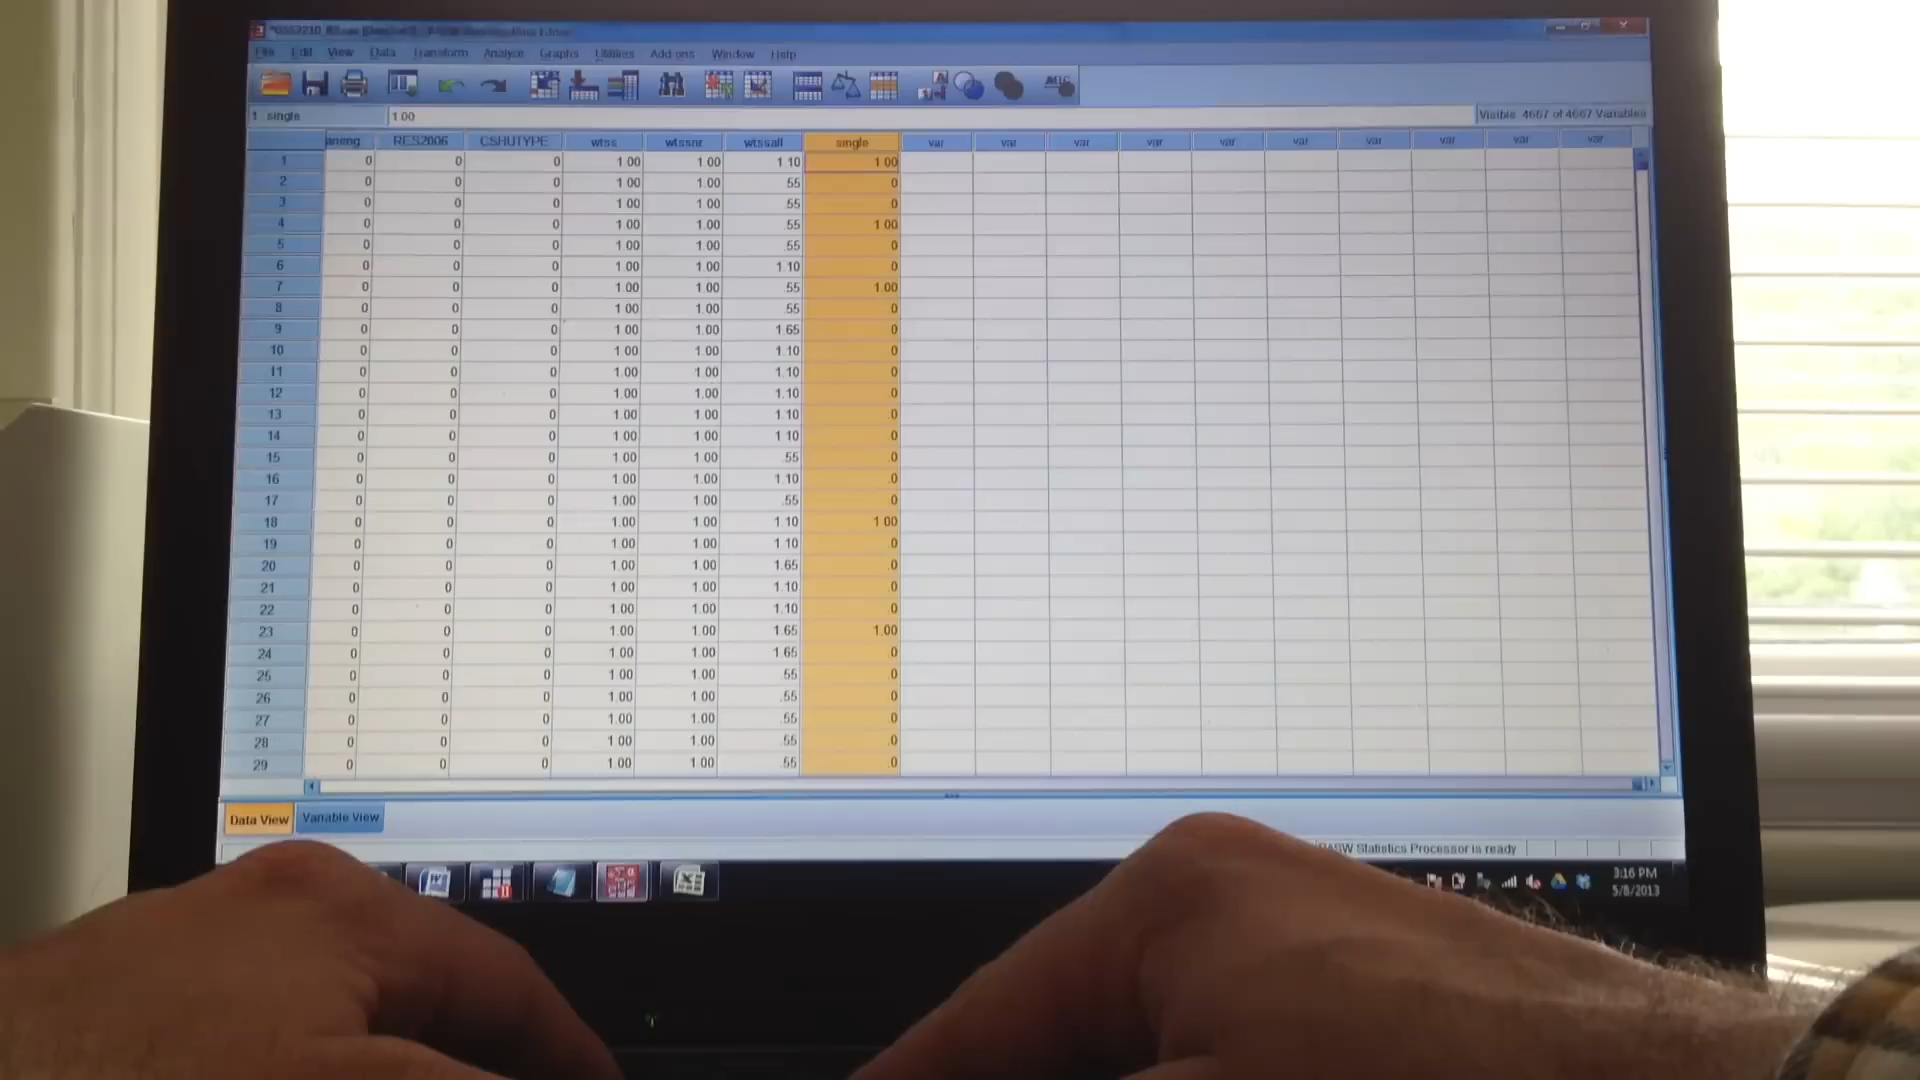 File Edit View Data Transform Analyze Graphs Utilities Add-ons Window Help
1 : single 1.00 Visible: 4667 of 4667 Variables
RES2006 CSHUTYPE wtss wtssnr wtssall single var var var var var var var var var var
1 0 0 0 1.00 1.00 1.10 1.00
2 0 0 0 1.00 1.00 .55 .0
3 0 0 0 1.00 1.00 .55 .0
4 0 0 0 1.00 1.00 .55 1.00
5 0 0 0 1.00 1.00 .55 .0
6 0 0 0 1.00 1.00 1.10 .0
7 0 0 0 1.00 1.00 .55 1.00
8 0 0 0 1.00 1.00 .55 .0
9 0 0 0 1.00 1.00 1.65 .0
10 0 0 0 1.00 1.00 1.10 .0
11 0 0 0 1.00 1.00 1.10 .0
12 0 0 0 1.00 1.00 1.10 .0
13 0 0 0 1.00 1.00 1.10 .0
14 0 0 0 1.00 1.00 1.10 .0
15 0 0 0 1.00 1.00 .55 .0
16 0 0 0 1.00 1.00 1.10 .0
17 0 0 0 1.00 1.00 .55 .0
18 0 0 0 1.00 1.00 1.10 1.00
19 0 0 0 1.00 1.00 1.10 .0
20 0 0 0 1.00 1.00 1.65 .0
21 0 0 0 1.00 1.00 1.10 .0
22 0 0 0 1.00 1.00 1.10 .0
23 0 0 0 1.00 1.00 1.65 1.00
24 0 0 0 1.00 1.00 1.65 .0
25 0 0 0 1.00 1.00 .55 .0
26 0 0 0 1.00 1.00 .55 .0
27 0 0 0 1.00 1.00 .55 .0
28 0 0 0 1.00 1.00 .55 .0
29 0 0 0 1.00 1.00 .55 .0
Data View Variable View
PASW Statistics Processor is ready
3:16 PM
5/8/2013